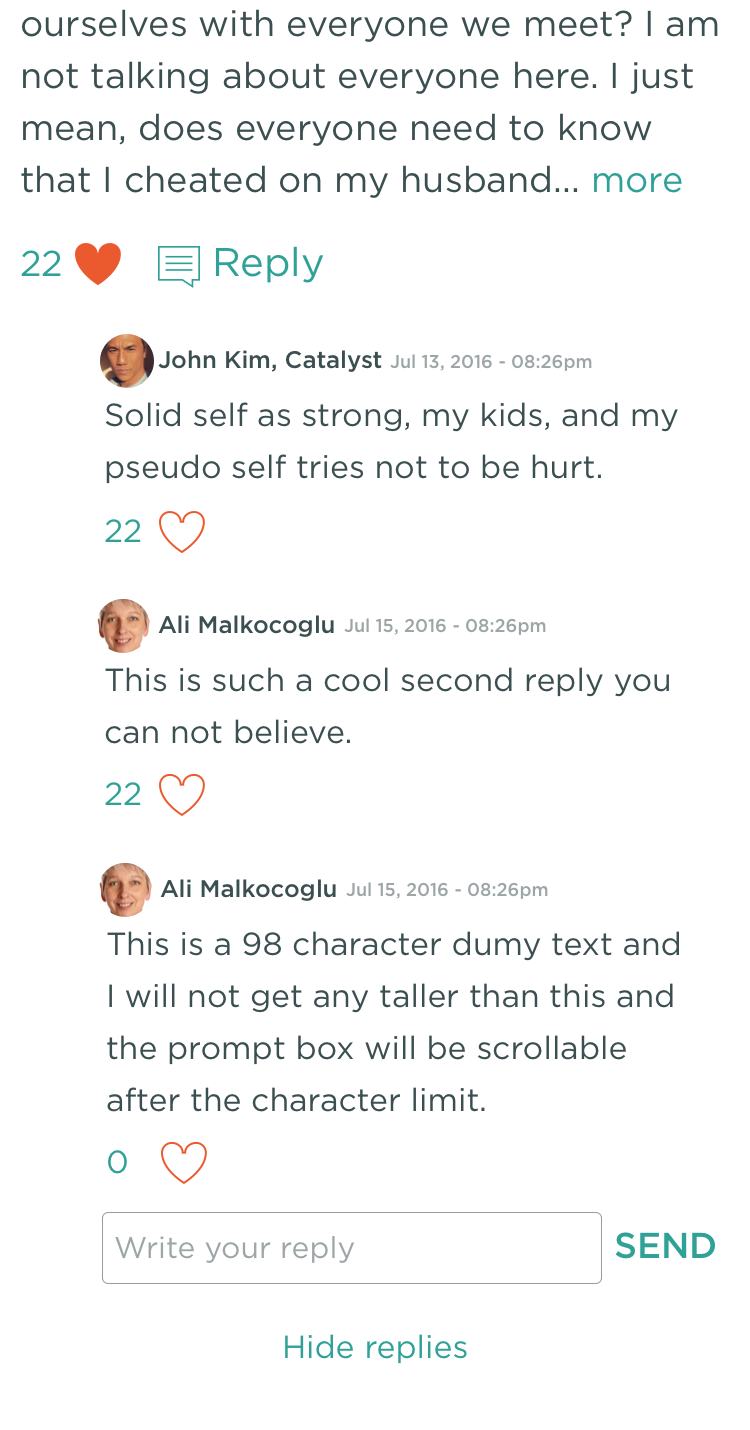 ourselves with everyone we meet? I am
not talking about everyone here. I just
mean, does everyone need to know
that I cheated on my husband... more
22 Reply
John Kim, Catalyst Jul 13, 2016 - 08:26pm
Solid self as strong, my kids, and my
pseudo self tries not to be hurt.
22
Ali Malkocoglu Jul 15, 2016 - 08:26pm
This is such a cool second reply you
can not believe.
22
Ali Malkocoglu Jul 15, 2016 - 08:26pm
This is a 98 character dumy text and
I will not get any taller than this and
the prompt box will be scrollable
after the character limit.
0
Write your reply SEND
Hide replies